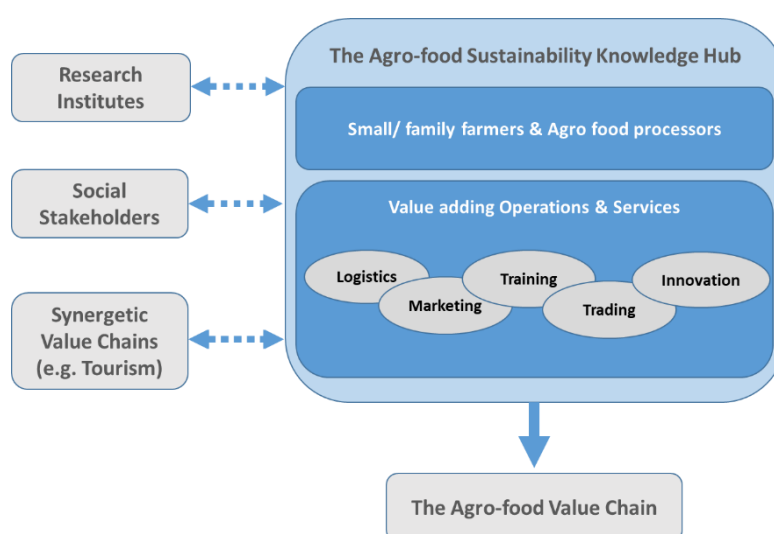 The Agro-food Sustainability Knowledge Hub
Research
Institutes
Small/ family farmers & Agro food processors
Social
Stakeholders
Value adding Operations & Services
Logistics
Marketing
Training
Trading
Innovation
Synergetic
Value Chains
(e.g. Tourism)
The Agro-food Value Chain